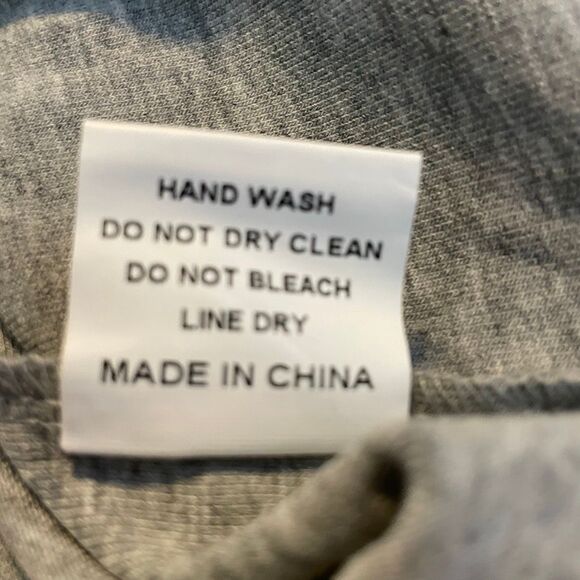 HAND WASH
DO NOT DRY CLEAN
DO NOT BLEACH
LINE DRY
MADE IN CHINA